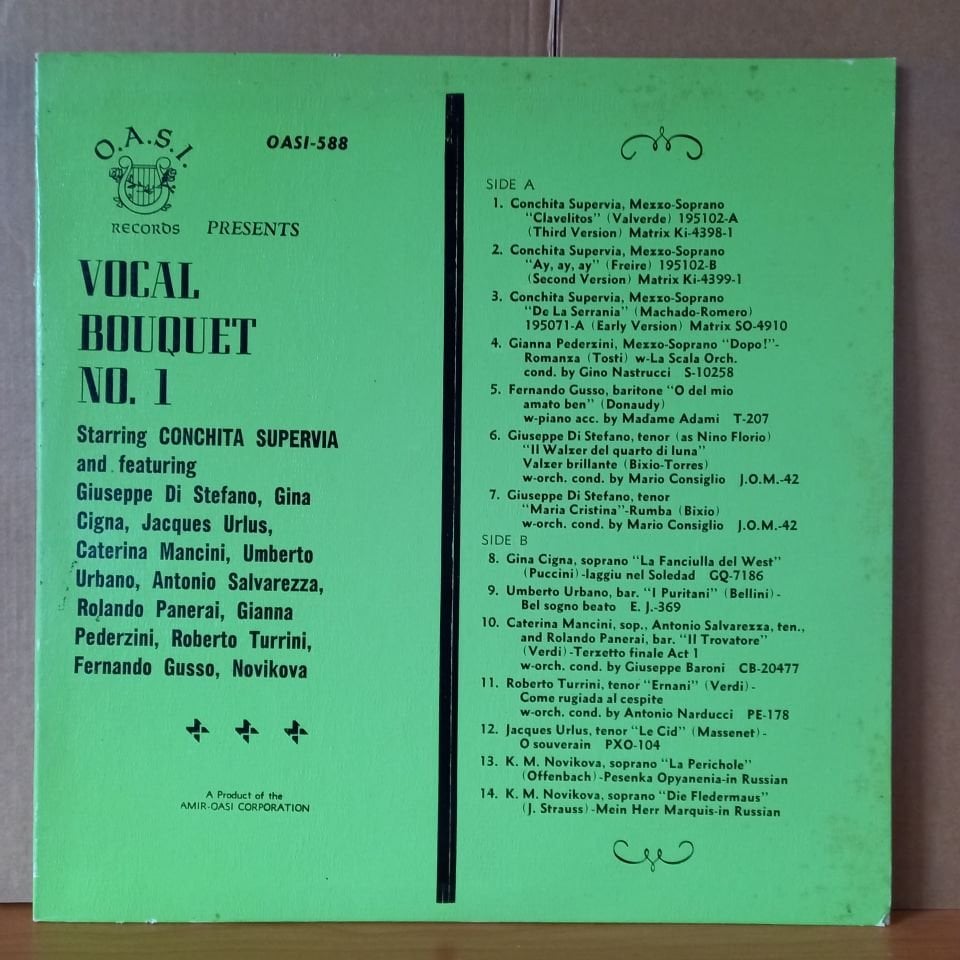 O.A.S.I.
RECORDS PRESENTS
OASI-588
VOCAL
BOUQUET
NO. 1
Starring CONCHITA SUPERVIA
and featuring
Giuseppe Di Stefano, Gina
Cigna, Jacques Urlus,
Caterina Mancini, Umberto
Urbano, Antonio Salvarezza,
Rolando Panerai, Gianna
Pederzini, Roberto Turrini,
Fernando Gusso, Novikova
A Product of the
AMIR-OASI CORPORATION
SIDE A
1. Conchita Supervia, Mezzo-Soprano
"Clavelitos" (Valverde) 195102-A
(Third Version) Matrix Ki-4398-1
2. Conchita Supervia, Mezzo-Soprano
"Ay, ay, ay" (Freire) 195102-B
(Second Version) Matrix Ki-4399-1
3. Conchita Supervia, Mezzo-Soprano
"De La Serrania" (Machado-Romero)
195071-A (Early Version) Matrix SO-4910
4. Gianna Pederzini, Mezzo-Soprano "Dopo!"-
Romanza (Tosti) w-La Scala Orch.
cond. by Gino Nastrucci S-10258
5. Fernando Gusso, baritone "O del mio
amato ben" (Donaudy)
w-piano acc. by Madame Adami T-207
6. Giuseppe Di Stefano, tenor (as Nino Florio)
"Il Walzer del quarto di luna"
Valzer brillante (Bixio-Torres)
w-orch. cond. by Mario Consiglio J.O.M.-42
7. Giuseppe Di Stefano, tenor
"Maria Cristina"-Rumba (Bixio)
w-orch. cond. by Mario Consiglio J.O.M.-42
SIDE B
8. Gina Cigna, soprano "La Fanciulla del West"
(Puccini)-laggiu nel Soledad GQ-7186
9. Umberto Urbano, bar. "I Puritani" (Bellini)-
Bel sogno beato E. J.-369
10. Caterina Mancini, sop., Antonio Salvarezza, ten.,
and Rolando Panerai, bar. "Il Trovatore"
(Verdi)-Terzetto finale Act 1
w-orch. cond. by Giuseppe Baroni CB-20477
11. Roberto Turrini, tenor "Ernani" (Verdi)-
Come rugiada al cespite
w-orch. cond. by Antonio Narducci PE-178
12. Jacques Urlus, tenor "Le Cid" (Massenet)-
O souverain PXO-104
13. K. M. Novikova, soprano "La Perichole"
(Offenbach)-Pesenka Opyanenia-in Russian
14. K. M. Novikova, soprano "Die Fledermaus"
(J. Strauss)-Mein Herr Marquis-in Russian